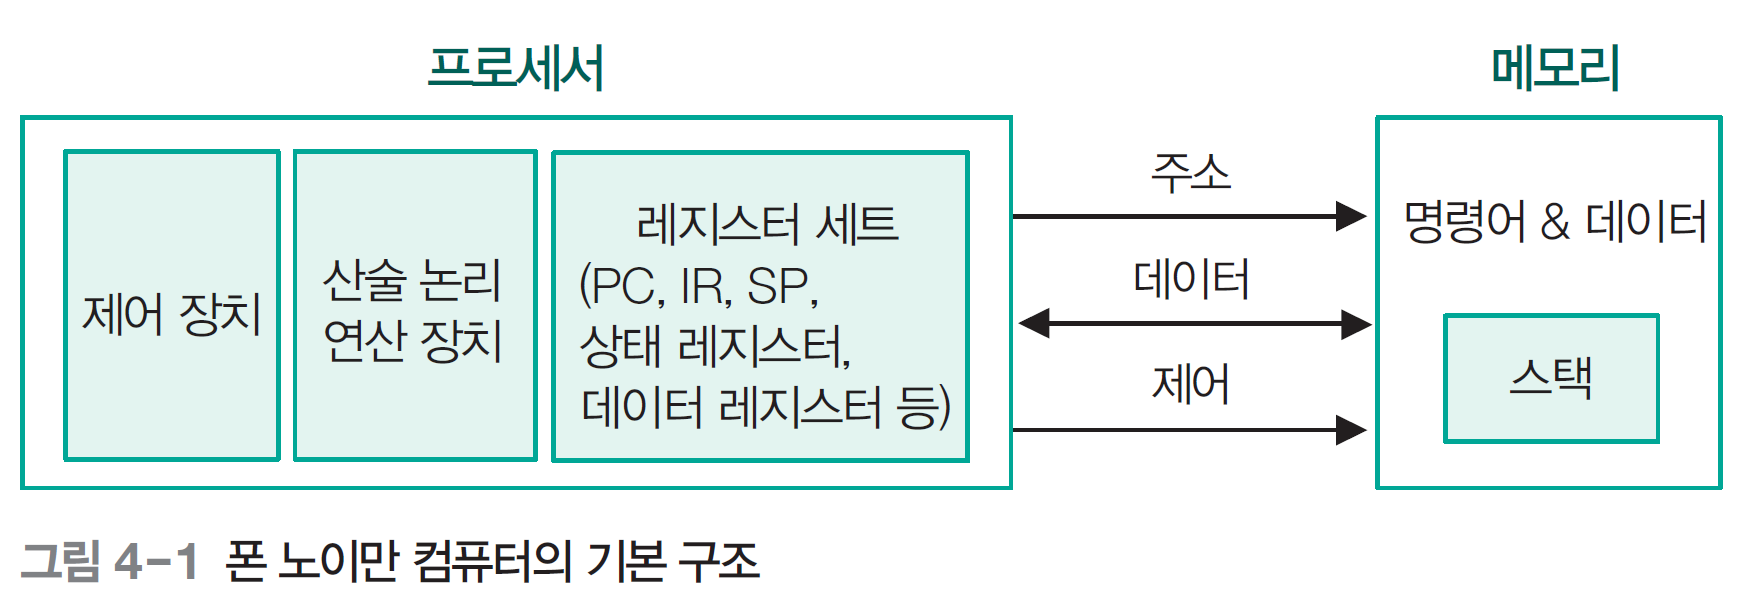 프로세서
메모리
제어 장치
산술 논리
연산 장치
레지스터 세트
(PC, IR, SP,
상태 레지스터,
데이터 레지스터 등)
주소
데이터
제어
명령어 & 데이터
스택
그림 4-1 폰 노이만 컴퓨터의 기본 구조